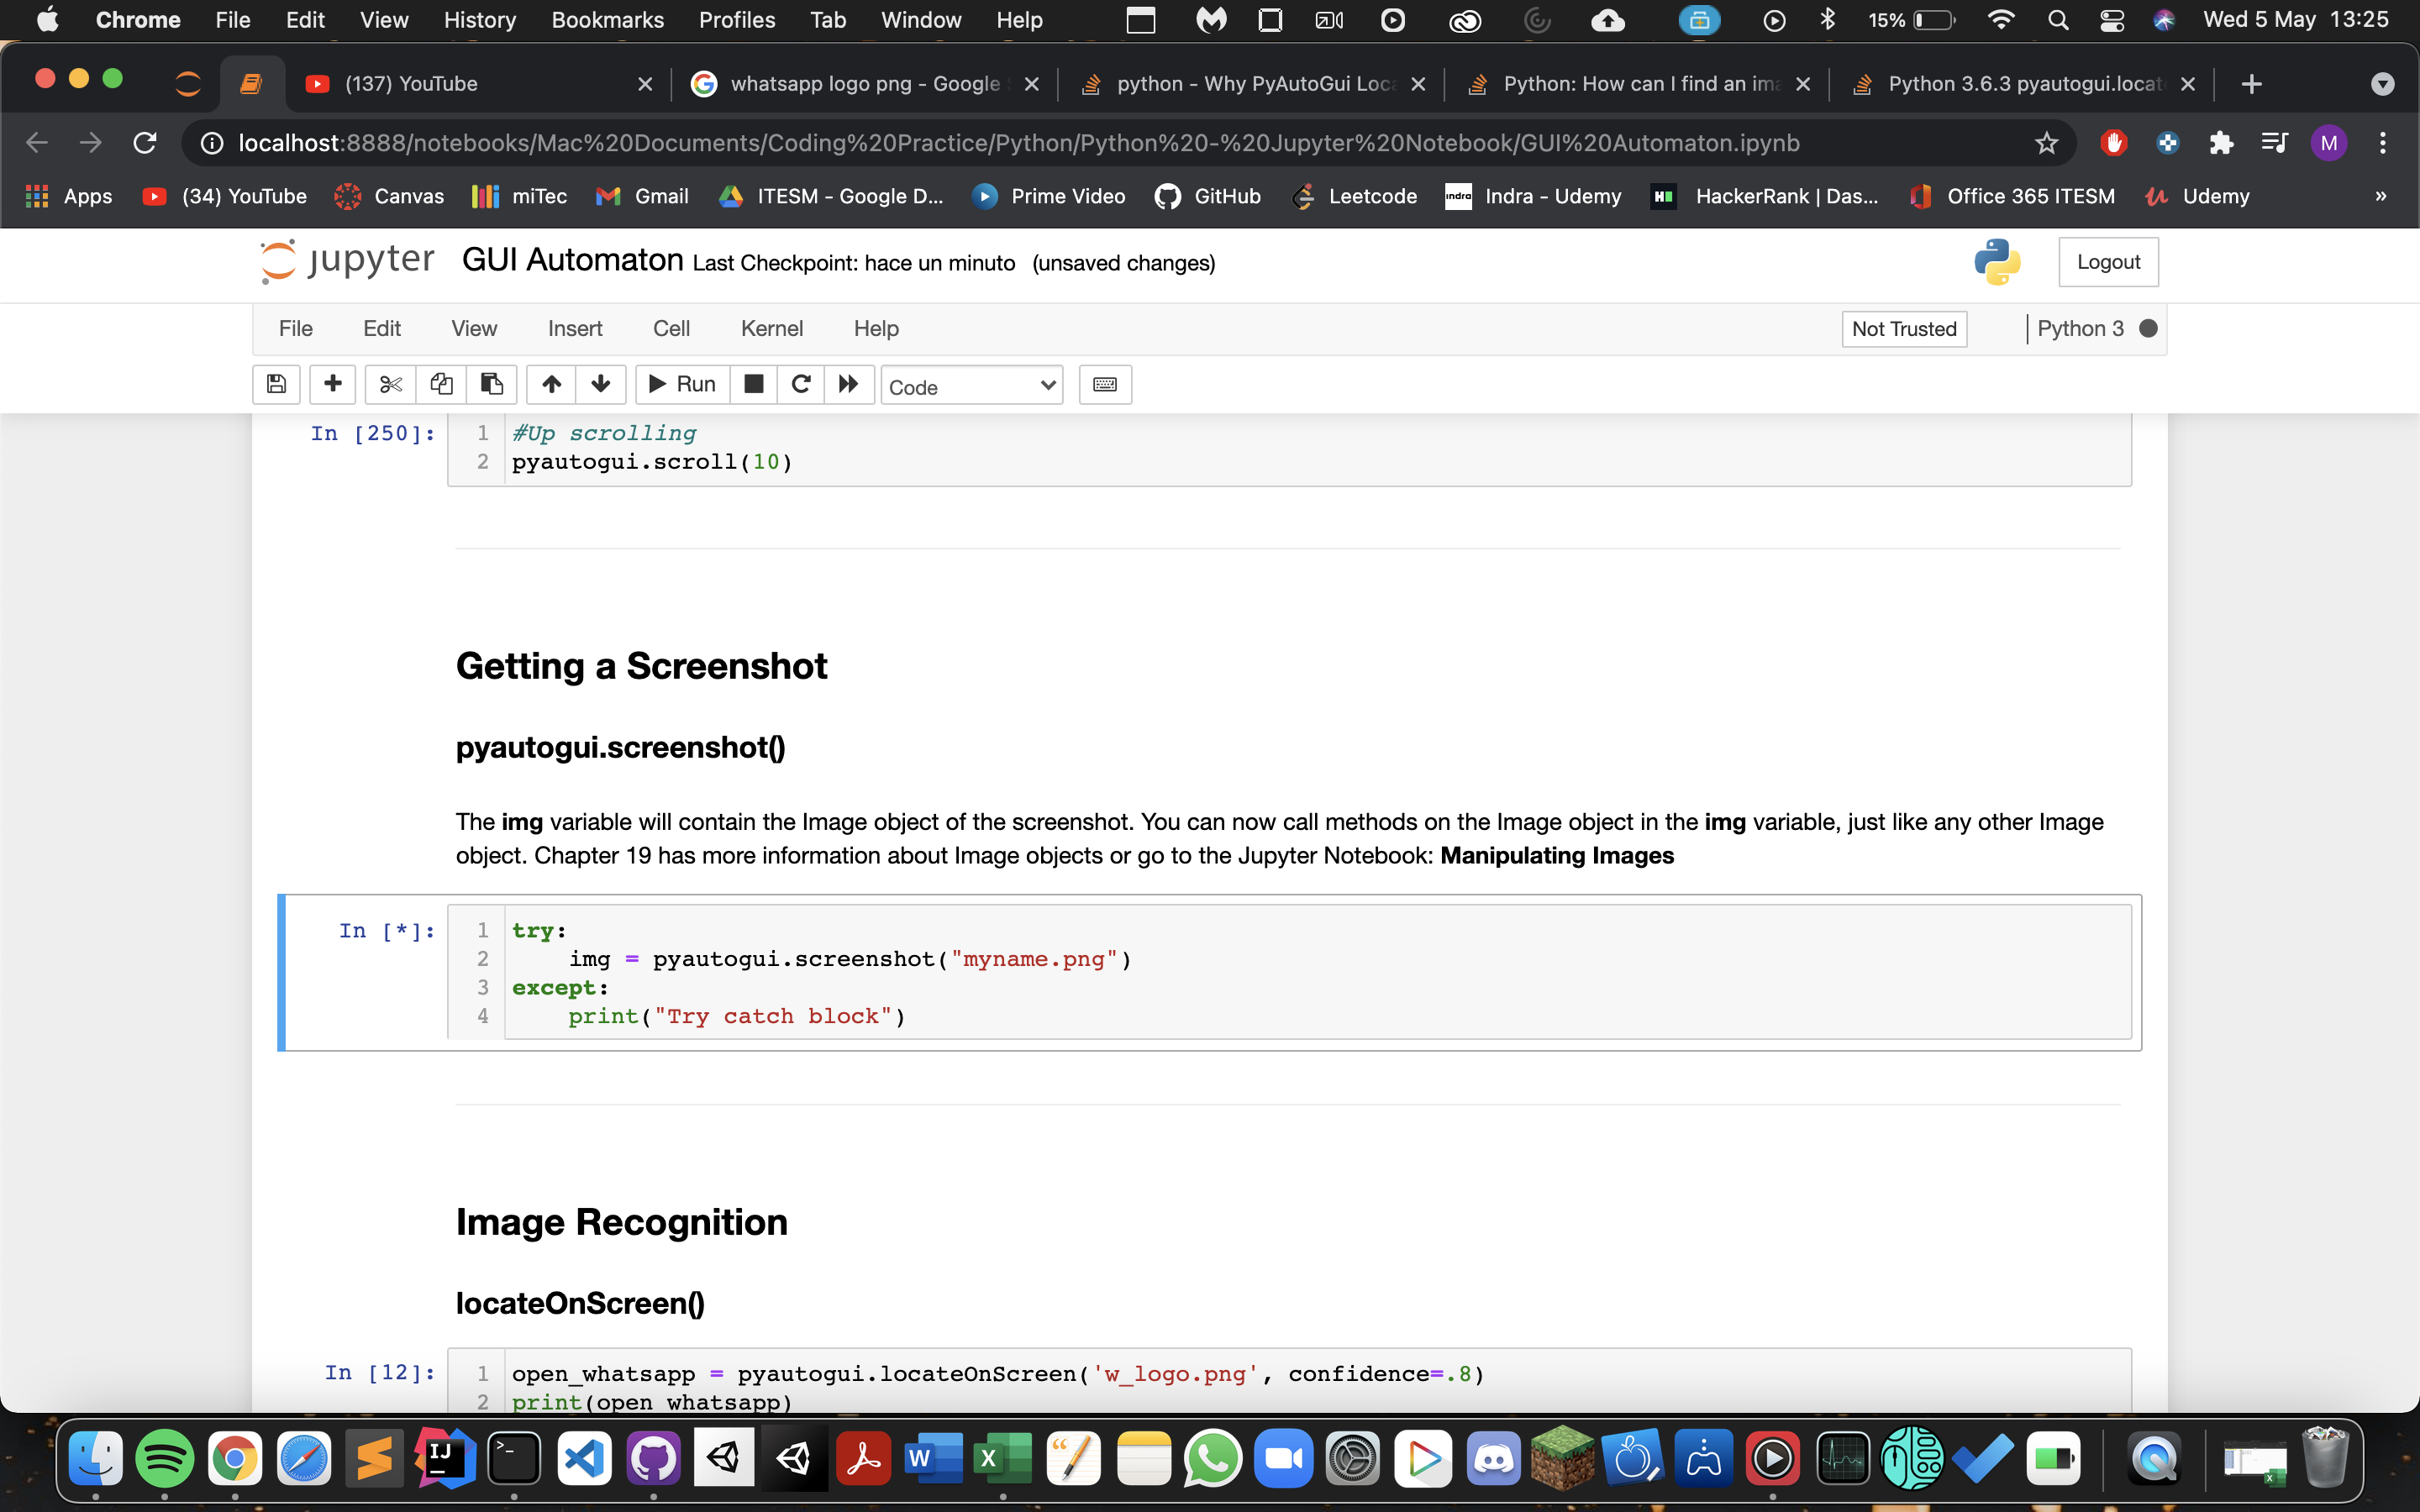 Chrome File Edit View History Bookmarks Profiles Tab Window Help 15% Wed 5 May 13:25
(137) YouTube whatsapp logo png - Google python - Why PyAutoGui Loc Python: How can I find an im Python 3.6.3 pyautogui.locat
localhost:8888/notebooks/Mac%20Documents/Coding%20Practice/Python/Python%20-%20Jupyter%20Notebook/GUI%20Automaton.ipynb M
Apps (34) YouTube Canvas miTec Gmail ITESM - Google D... Prime Video GitHub Leetcode indra Indra - Udemy HackerRank | Das... Office 365 ITESM Udemy »
jupyter GUI Automaton Last Checkpoint: hace un minuto (unsaved changes) Logout
File Edit View Insert Cell Kernel Help Not Trusted Python 3
Run Code
In [250]: 1 #Up scrolling
2 pyautogui.scroll(10)
Getting a Screenshot
pyautogui.screenshot()
The img variable will contain the Image object of the screenshot. You can now call methods on the Image object in the img variable, just like any other Image
object. Chapter 19 has more information about Image objects or go to the Jupyter Notebook: Manipulating Images
In [*]: 1 try:
2 img = pyautogui.screenshot("myname.png")
3 except:
4 print("Try catch block")
Image Recognition
locateOnScreen()
In [12]: 1 open_whatsapp = pyautogui.locateOnScreen('w_logo.png', confidence=.8)
2 print(open_whatsapp)
IJ W X